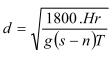 d = √(1800 .Hr / g(s − n)T)